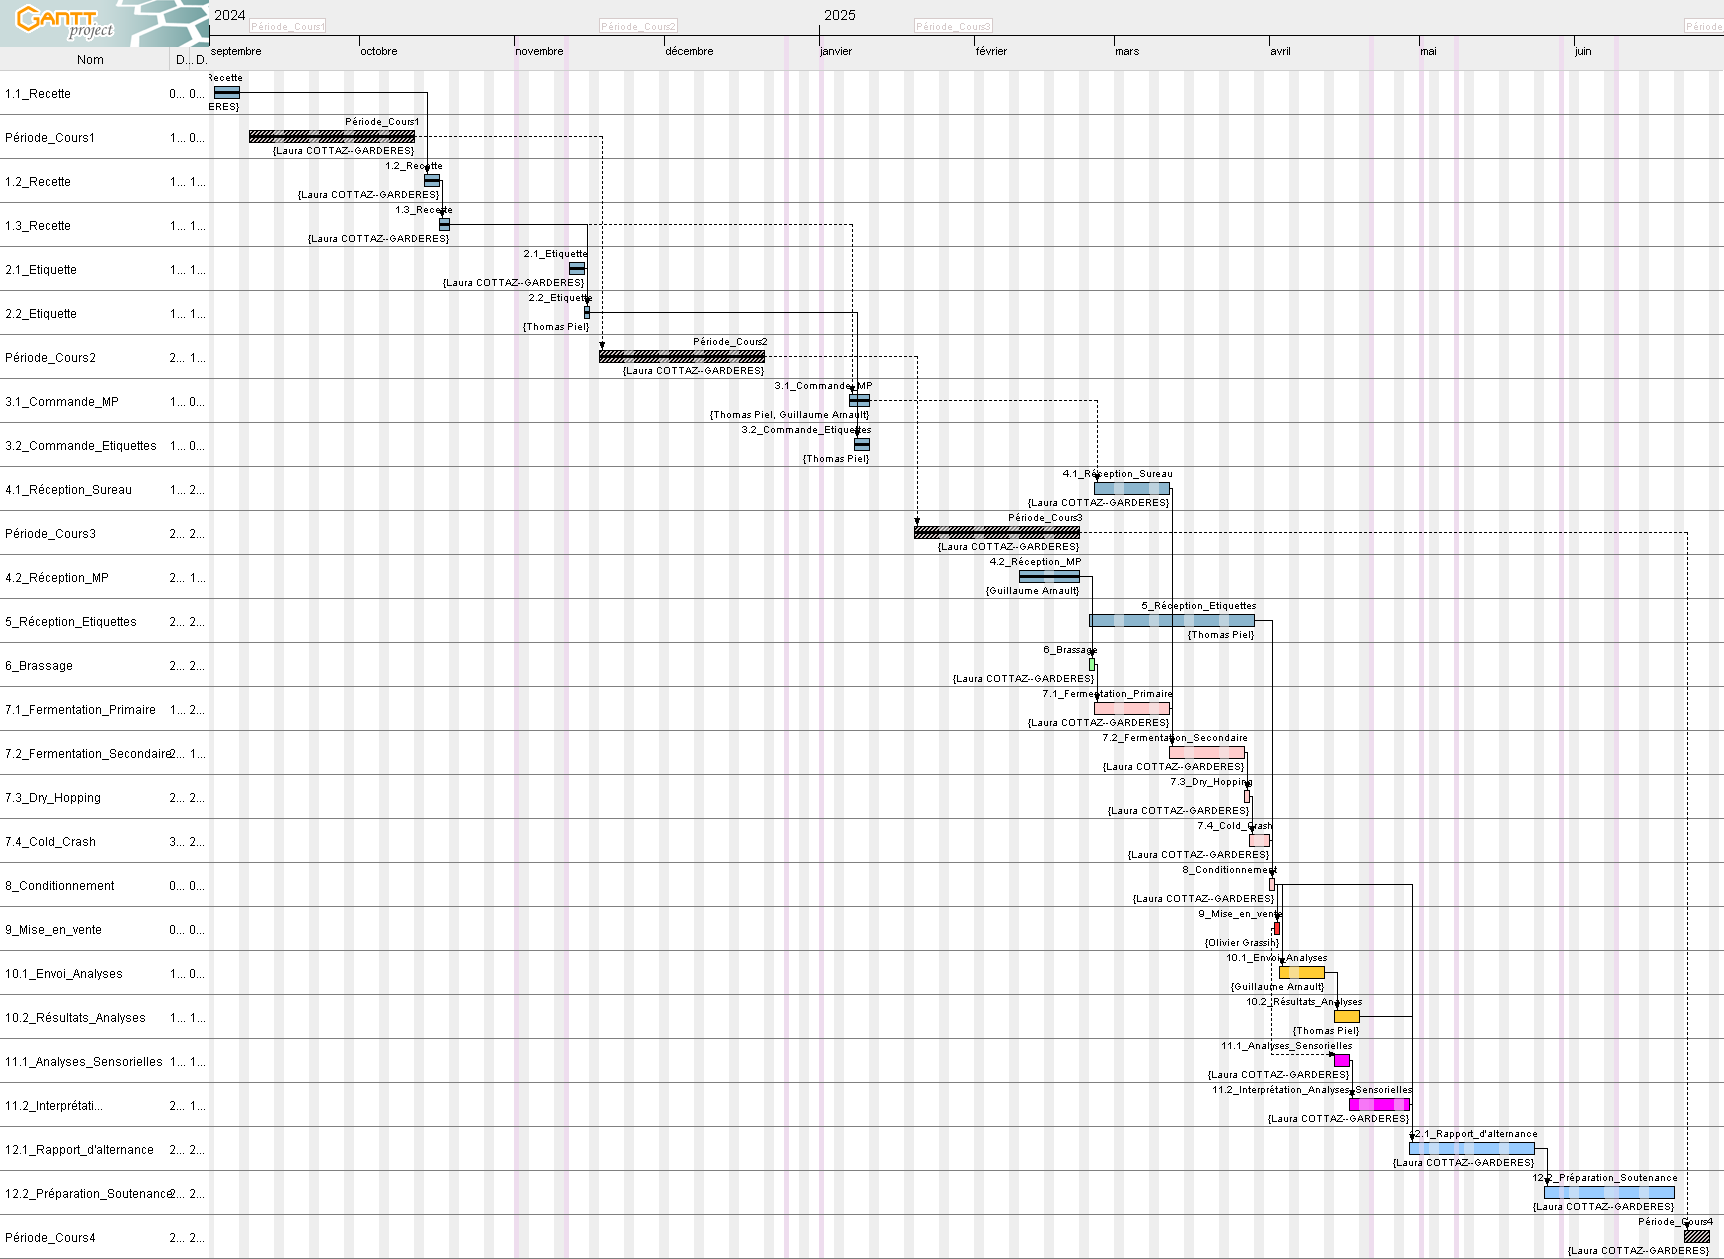 GANTT project
2024
2025
Période_Cours1
Période_Cours2
Période_Cours3
Période
septembre octobre novembre décembre janvier février mars avril mai juin
Nom D... D.
Recette
1.1_Recette 0... 0...
ERES}
Période_Cours1
Période_Cours1 1... 0...
{Laura COTTAZ--GARDERES}
1.2_Recette
1.2_Recette 1... 1...
{Laura COTTAZ--GARDERES}
1.3_Recette
1.3_Recette 1... 1...
{Laura COTTAZ--GARDERES}
2.1_Etiquette
2.1_Etiquette 1... 1...
{Laura COTTAZ--GARDERES}
2.2_Etiquette
2.2_Etiquette 1... 1...
{Thomas Piel}
Période_Cours2
Période_Cours2 2... 1...
{Laura COTTAZ--GARDERES}
3.1_Commande_MP
3.1_Commande_MP 1... 0...
{Thomas Piel, Guillaume Arnault}
3.2_Commande_Etiquettes
3.2_Commande_Etiquettes 1... 0...
{Thomas Piel}
4.1_Réception_Sureau
4.1_Réception_Sureau 1... 2...
{Laura COTTAZ--GARDERES}
Période_Cours3
Période_Cours3 2... 2...
{Laura COTTAZ--GARDERES}
4.2_Réception_MP
4.2_Réception_MP 2... 1...
{Guillaume Arnault}
5_Réception_Etiquettes
5_Réception_Etiquettes 2... 2...
{Thomas Piel}
6_Brassage
6_Brassage 2... 2...
{Laura COTTAZ--GARDERES}
7.1_Fermentation_Primaire
7.1_Fermentation_Primaire 1... 2...
{Laura COTTAZ--GARDERES}
7.2_Fermentation_Secondaire
7.2_Fermentation_Secondaire 2... 1...
{Laura COTTAZ--GARDERES}
7.3_Dry_Hopping
7.3_Dry_Hopping 2... 2...
{Laura COTTAZ--GARDERES}
7.4_Cold_Crash
7.4_Cold_Crash 3... 2...
{Laura COTTAZ--GARDERES}
8_Conditionnement
8_Conditionnement 0... 0...
{Laura COTTAZ--GARDERES}
9_Mise_en_vente
9_Mise_en_vente 0... 0...
{Olivier Grassin}
10.1_Envoi_Analyses
10.1_Envoi_Analyses 1... 0...
{Guillaume Arnault}
10.2_Résultats_Analyses
10.2_Résultats_Analyses 1... 1...
{Thomas Piel}
11.1_Analyses_Sensorielles
11.1_Analyses_Sensorielles 1... 1...
{Laura COTTAZ--GARDERES}
11.2_Interprétation_Analyses_Sensorielles
11.2_Interprétati... 2... 1...
{Laura COTTAZ--GARDERES}
12.1_Rapport_d'alternance
12.1_Rapport_d'alternance 2... 2...
{Laura COTTAZ--GARDERES}
12.2_Préparation_Soutenance
12.2_Préparation_Soutenance 2... 2...
{Laura COTTAZ--GARDERES}
Période_Cours4
Période_Cours4 2... 2...
{Laura COTTAZ--GARDERES}